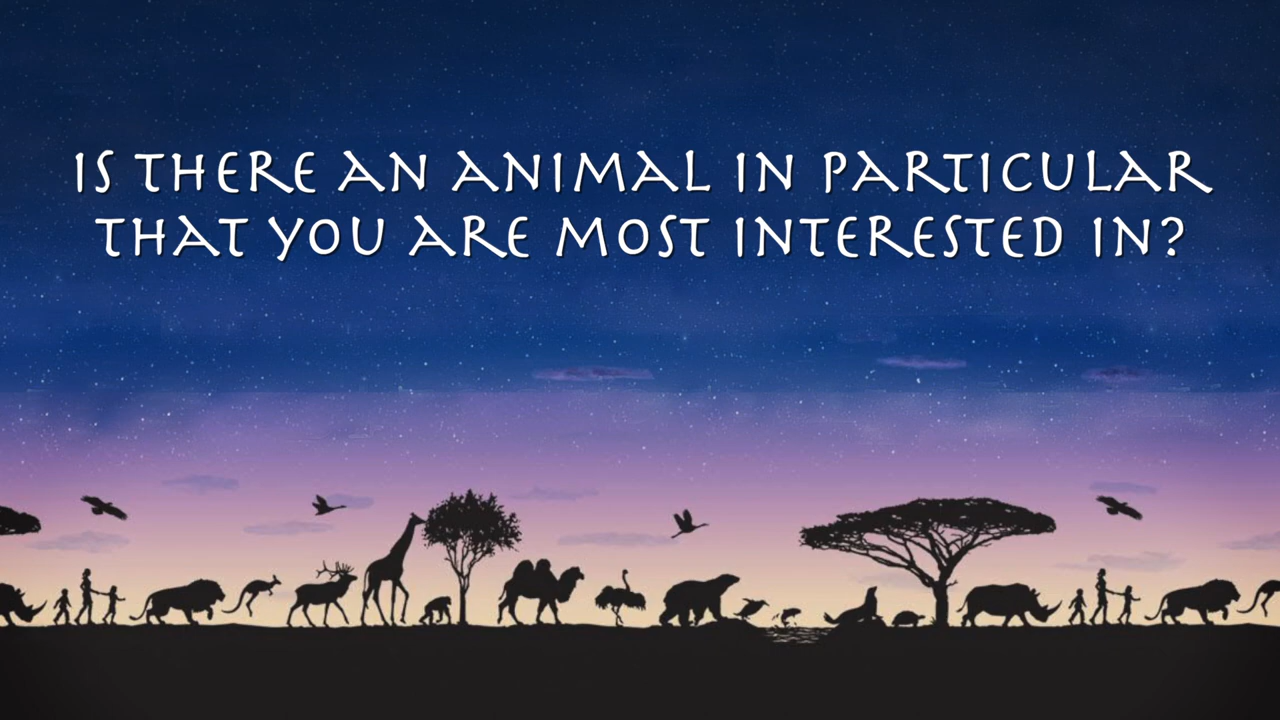 IS THERE AN ANIMAL IN PARTICULAR
THAT YOU ARE MOST INTERESTED IN?